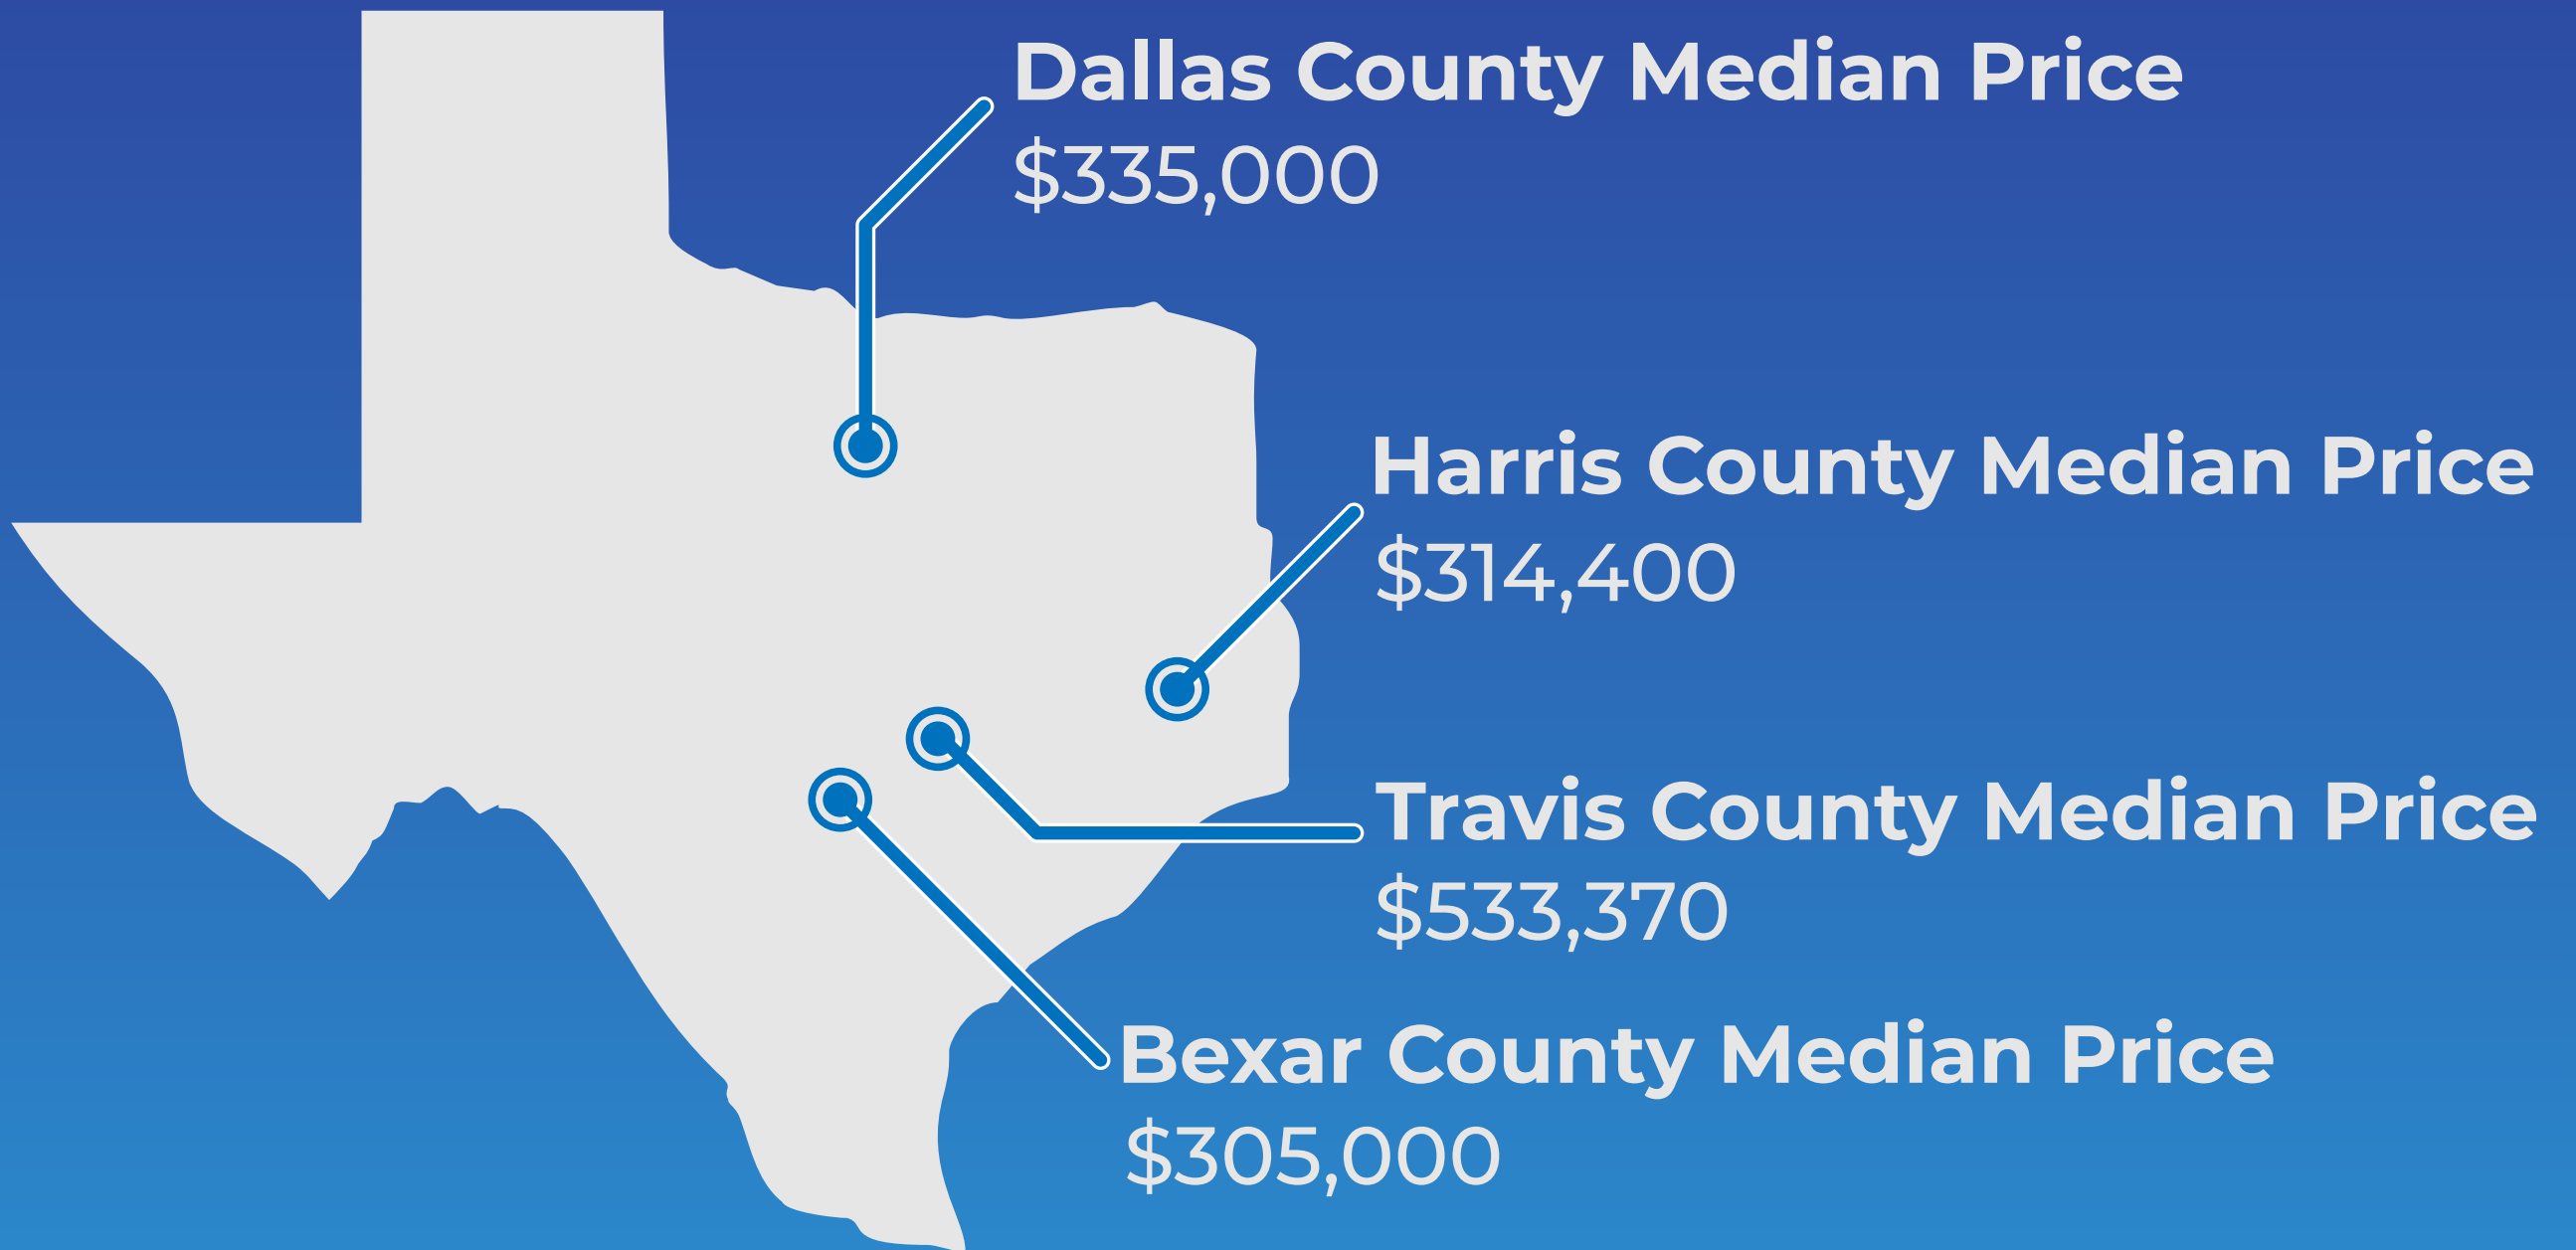 Dallas County Median Price
$335,000
Harris County Median Price
$314,400
Travis County Median Price
$533,370
Bexar County Median Price
$305,000